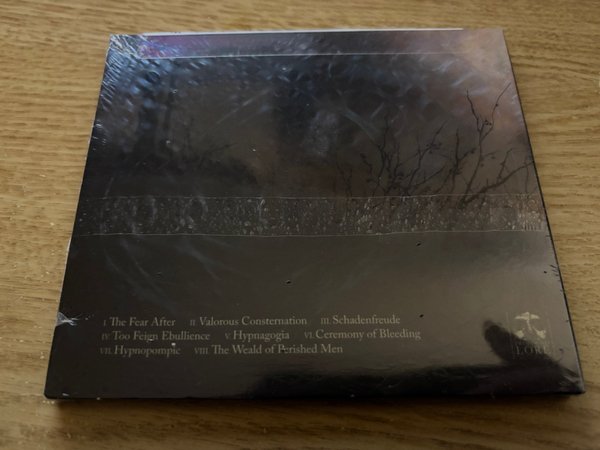 I The Fear After II Valorous Consternation III Schadenfreude
IV Too Feign Ebullience V Hypnagogia VI Ceremony of Bleeding
VII Hypnopompic VIII The Weald of Perished Men
LORE